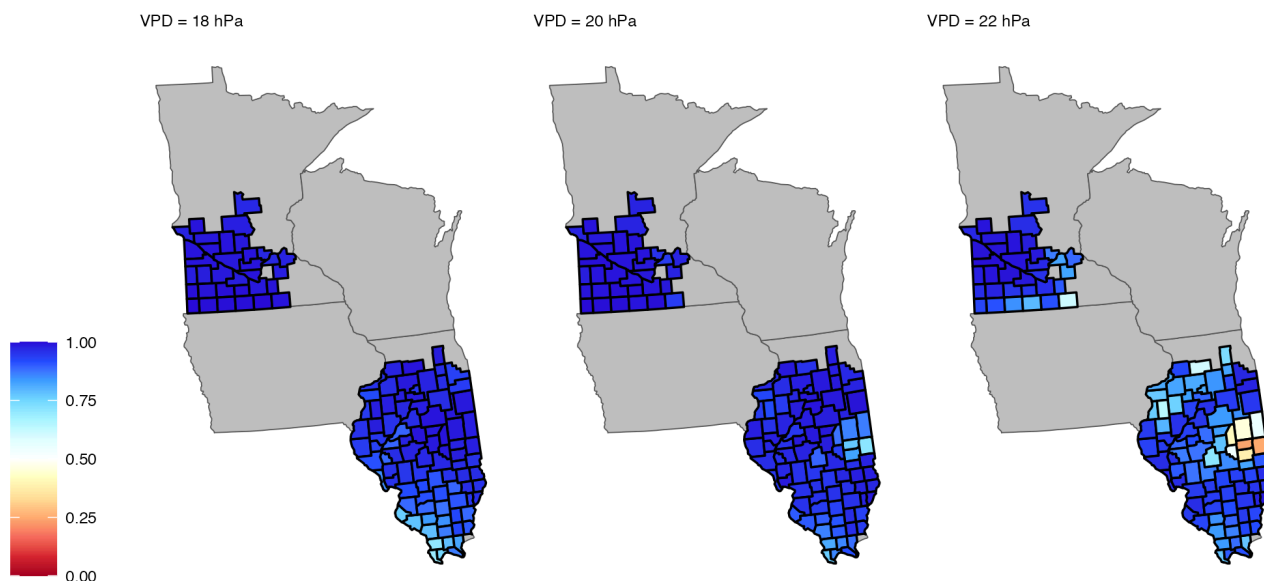 VPD = 18 hPa
VPD = 20 hPa
VPD = 22 hPa
1.00
0.75
0.50
0.25
0.00